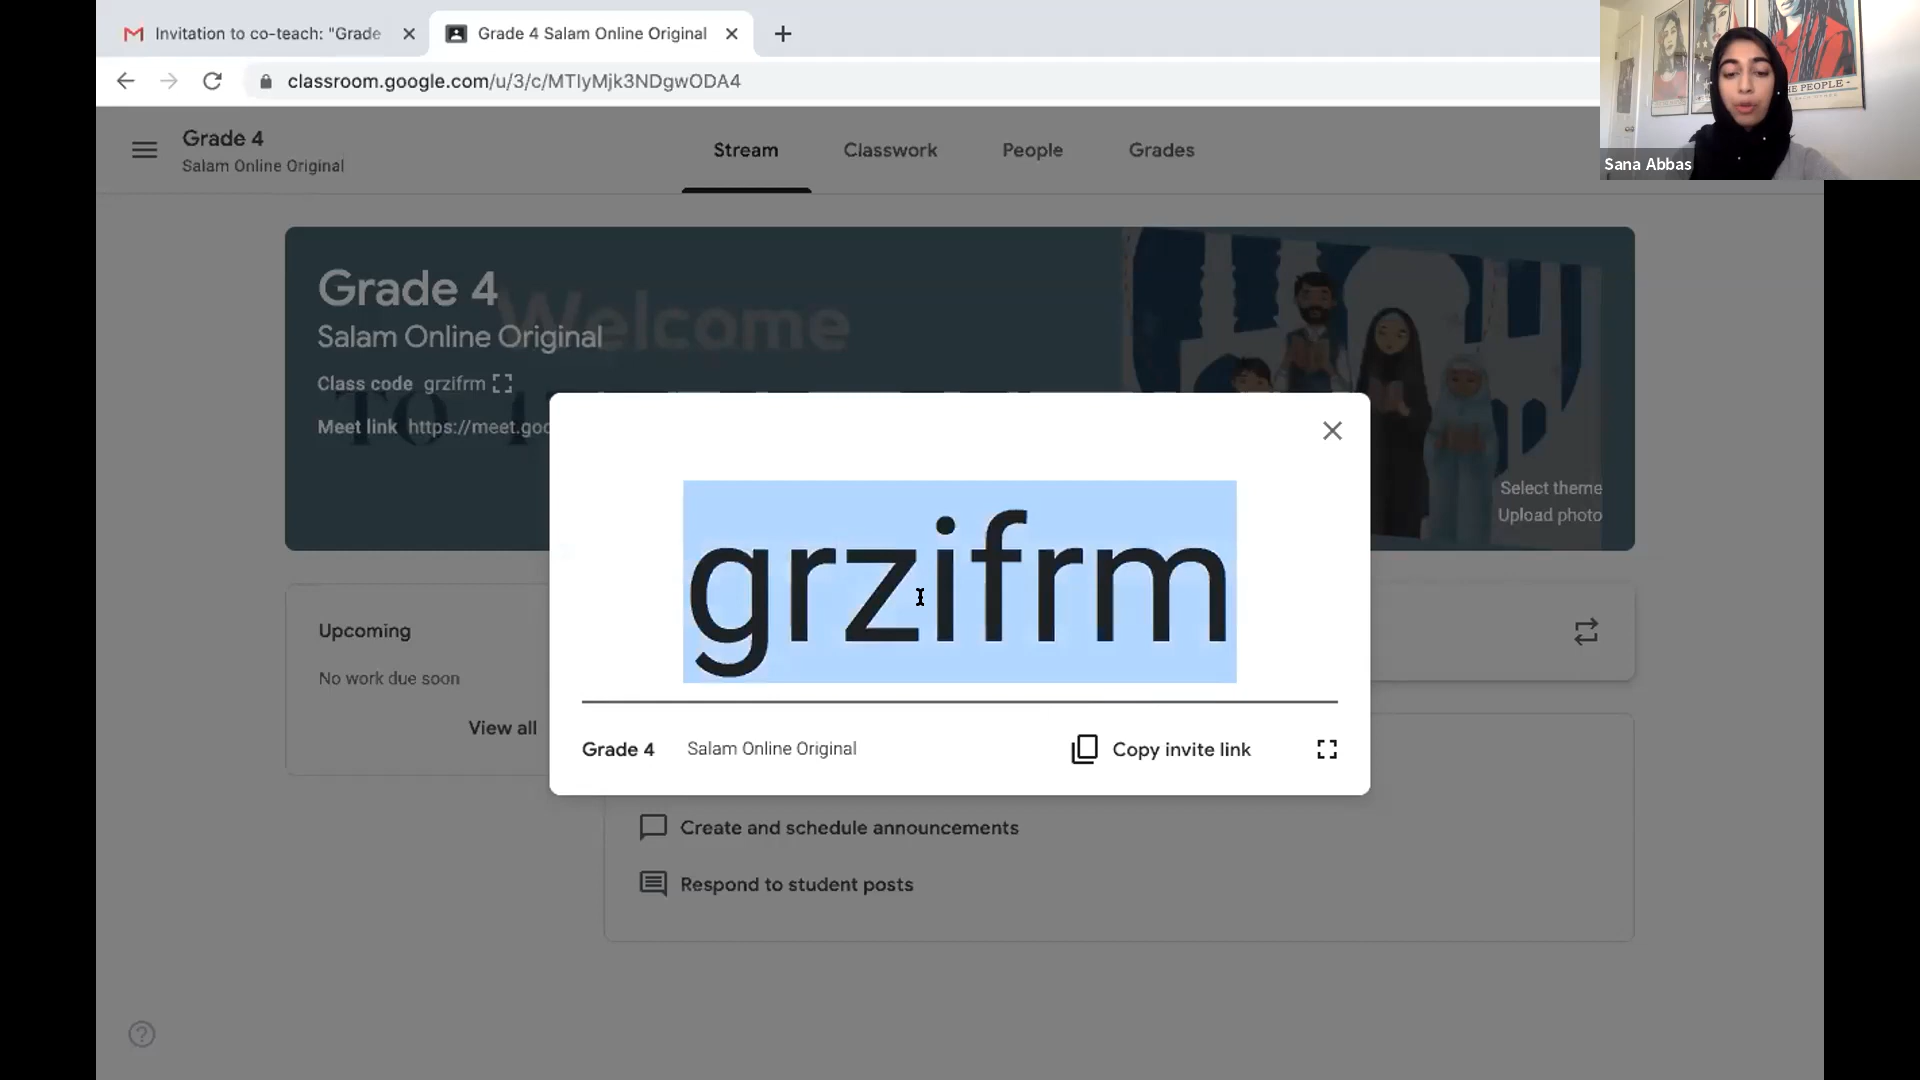 Invitation to co-teach: "Grade
Grade 4 Salam Online Original
classroom.google.com/u/3/c/MTIyMjk3NDgwODA4
Grade 4
Salam Online Original
Stream
Classwork
People
Grades
HE PEOPLE -
Sana Abbas
Grade 4
Welcome
Salam Online Original
Class code grzifrm
TO
Meet link https://meet.goo
Select theme
Upload photo
grzifrm
Upcoming
No work due soon
View all
Grade 4 Salam Online Original Copy invite link
Create and schedule announcements
Respond to student posts